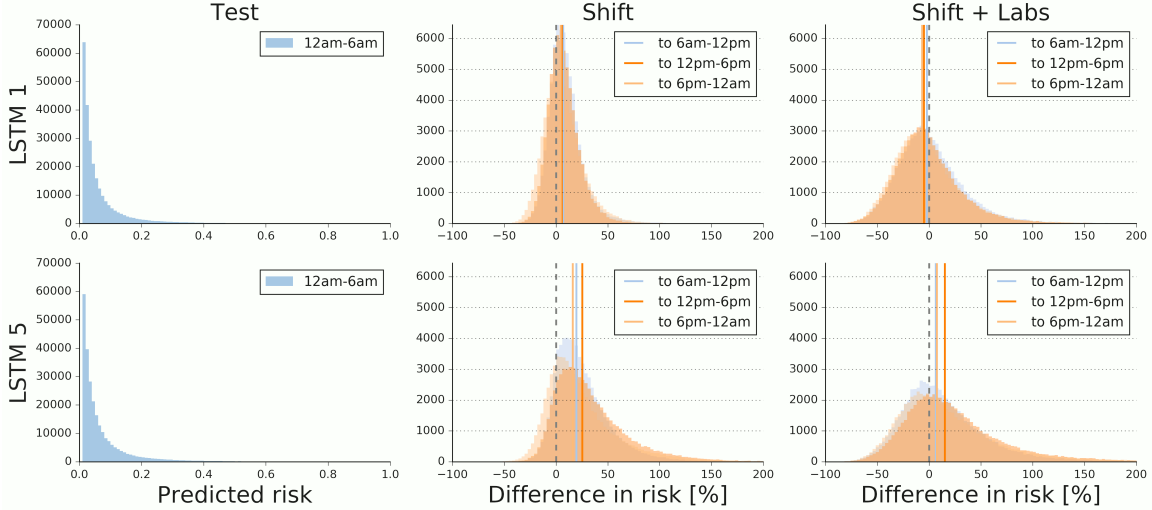 Test
Shift
Shift + Labs
LSTM 1
70000
60000
50000
40000
30000
20000
10000
0
0.0 0.2 0.4 0.6 0.8 1.0
12am-6am
6000
5000
4000
3000
2000
1000
0
−100 −50 0 50 100 150 200
to 6am-12pm
to 12pm-6pm
to 6pm-12am
6000
5000
4000
3000
2000
1000
0
−100 −50 0 50 100 150 200
to 6am-12pm
to 12pm-6pm
to 6pm-12am
LSTM 5
70000
60000
50000
40000
30000
20000
10000
0
0.0 0.2 0.4 0.6 0.8 1.0
12am-6am
Predicted risk
6000
5000
4000
3000
2000
1000
0
−100 −50 0 50 100 150 200
to 6am-12pm
to 12pm-6pm
to 6pm-12am
Difference in risk [%]
6000
5000
4000
3000
2000
1000
0
−100 −50 0 50 100 150 200
to 6am-12pm
to 12pm-6pm
to 6pm-12am
Difference in risk [%]